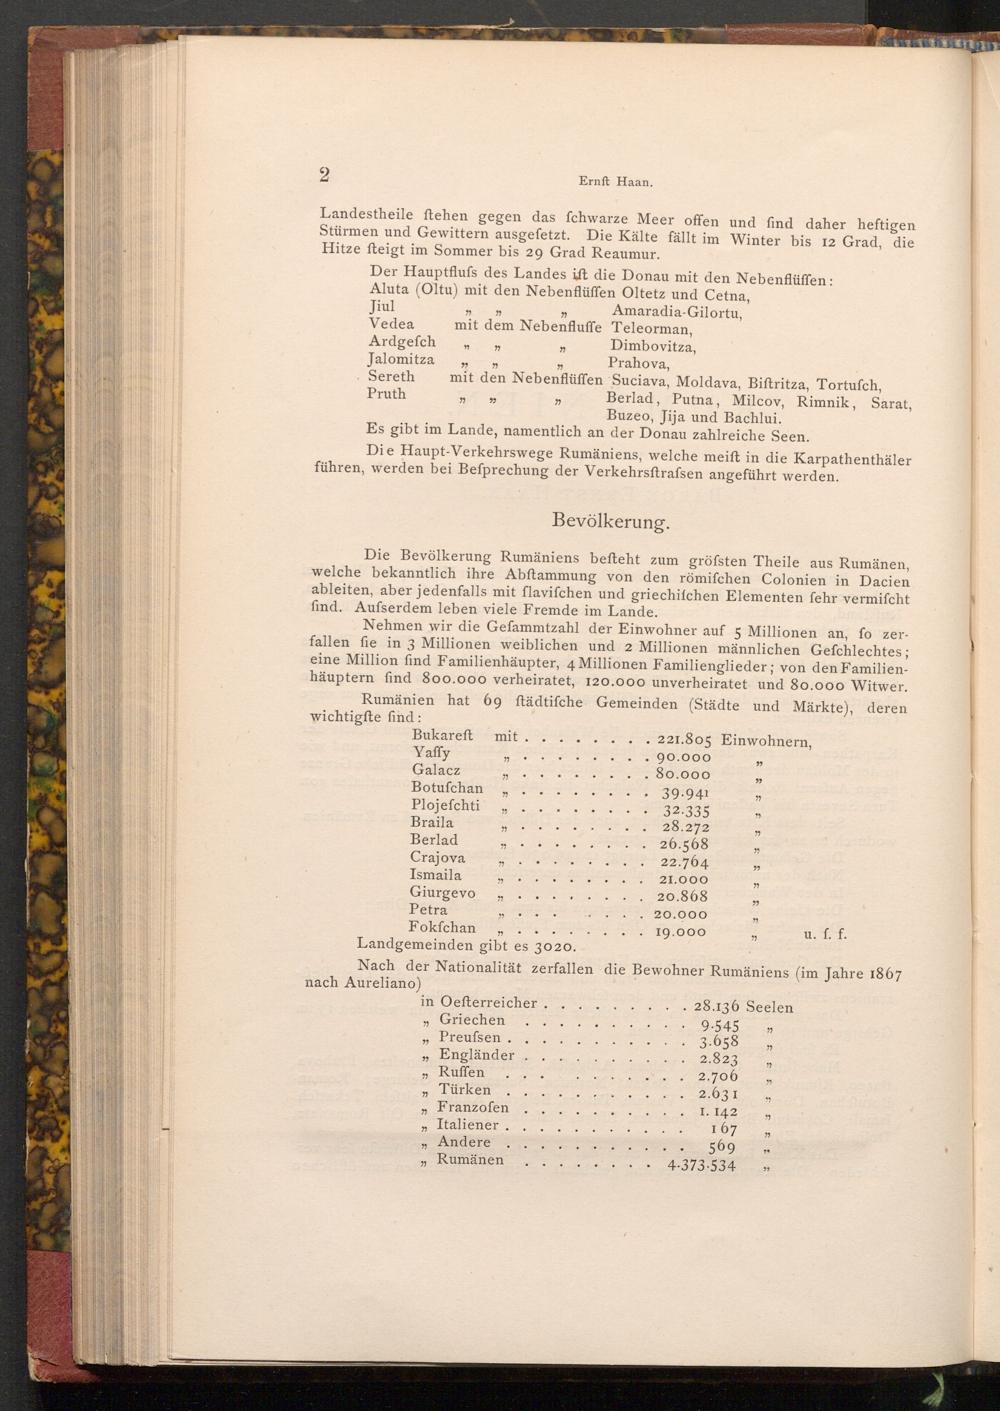 2
Ernſt Haan.
Landestheile ſtehen gegen das ſchwarze Meer offen und ſind daher heftigen
Stürmen und Gewittern ausgeſetzt. Die Kälte fällt im Winter bis 12 Grad, die
Hitze ſteigt im Sommer bis 29 Grad Reaumur.
Der Hauptfluſs des Landes iſt die Donau mit den Nebenflüſſen:
Aluta (Oltu) mit den Nebenflüſſen Oltetz und Cetna,
Jiul „ „ „ Amaradia-Gilortu,
Vedea mit dem Nebenfluſſe Teleorman,
Ardgeſch „ „ „ Dimbovitza,
Jalomitza „ „ „ Prahova,
Sereth mit den Nebenflüſſen Suciava, Moldava, Biſtritza, Tortuſch,
Pruth „ „ „ Berlad, Putna, Milcov, Rimnik, Sarat,
Buzeo, Jija und Bachlui.
Es gibt im Lande, namentlich an der Donau zahlreiche Seen.
Die Haupt-Verkehrswege Rumäniens, welche meiſt in die Karpathenthäler
führen, werden bei Beſprechung der Verkehrsſtraſsen angeführt werden.
Bevölkerung.
Die Bevölkerung Rumäniens beſteht zum gröſsten Theile aus Rumänen,
welche bekanntlich ihre Abſtammung von den römiſchen Colonien in Dacien
ableiten, aber jedenfalls mit ſlaviſchen und griechiſchen Elementen ſehr vermiſcht
ſind. Auſserdem leben viele Fremde im Lande.
Nehmen wir die Geſammtzahl der Einwohner auf 5 Millionen an, ſo zer-
fallen ſie in 3 Millionen weiblichen und 2 Millionen männlichen Geſchlechtes;
eine Million ſind Familienhäupter, 4 Millionen Familienglieder; von den Familien-
häuptern ſind 800.000 verheiratet, 120.000 unverheiratet und 80.000 Witwer.
Rumänien hat 69 ſtädtiſche Gemeinden (Städte und Märkte), deren
wichtigſte ſind:
Bukareſt mit . . . . . . . . 221.805 Einwohnern,
Yaſſy „ . . . . . . . . 90.000 „
Galacz „ . . . . . . . . 80.000 „
Botuſchan „ . . . . . . . . 39.941 „
Plojeſchti „ . . . . . . . . 32.335 „
Braila „ . . . . . . . . 28.272 „
Berlad „ . . . . . . . . 26.568 „
Crajova „ . . . . . . . . 22.764 „
Ismaila „ . . . . . . . . 21.000 „
Giurgevo „ . . . . . . . . 20.868 „
Petra „ . . . . . . . 20.000 „
Fokſchan „ . . . . . . . . 19.000 „ u. ſ. f.
Landgemeinden gibt es 3020.
Nach der Nationalität zerfallen die Bewohner Rumäniens (im Jahre 1867
nach Aureliano)
in Oeſterreicher . . . . . . . . . 28.136 Seelen
„ Griechen . . . . . . . . . . 9.545 „
„ Preuſsen . . . . . . . . . . . 3.658 „
„ Engländer . . . . . . . . . . 2.823 „
„ Ruſſen . . . . . . . . . 2.706 „
„ Türken . . . . . . . . . . . 2.631 „
„ Franzoſen . . . . . . . . . . 1.142 „
„ Italiener . . . . . . . . . . . 167 „
„ Andere . . . . . . . . . . . 569 „
„ Rumänen . . . . . . . . 4.373.534 „